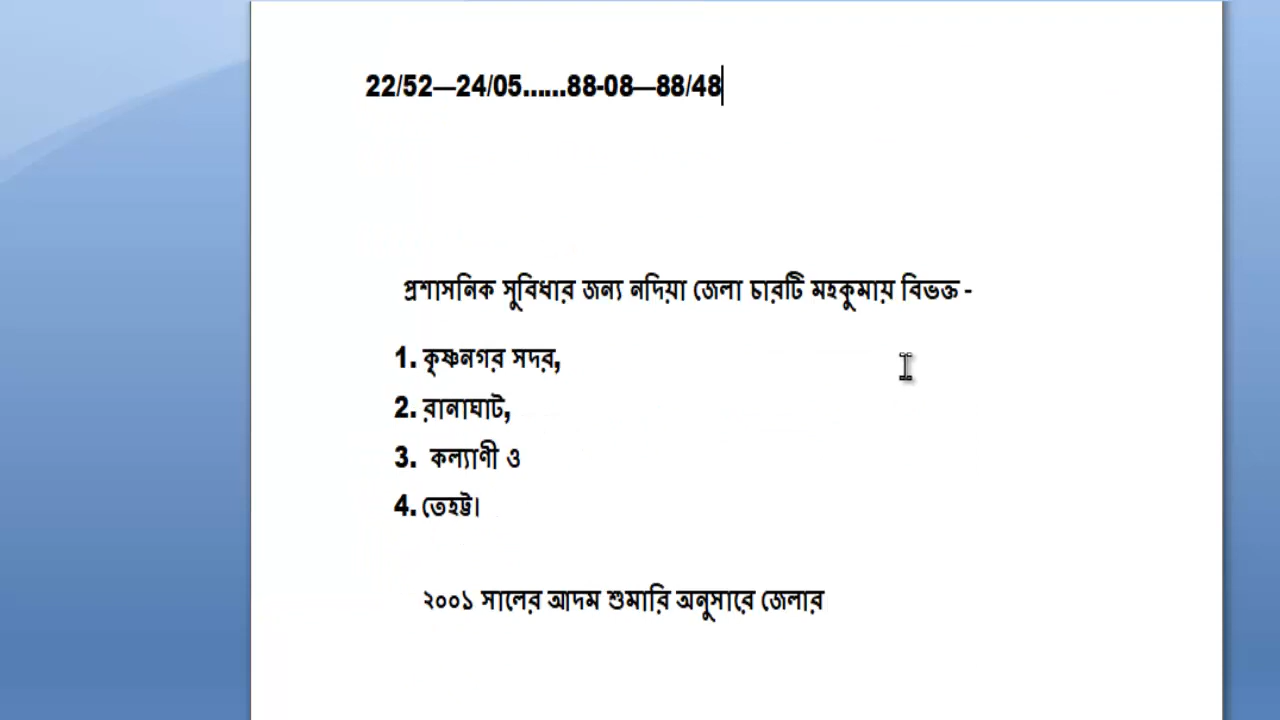 22/52—24/05......88-08—88/48
প্রশাসনিক সুবিধার জন্য নদিয়া জেলা চারটি মহকুমায় বিভক্ত -
1. কৃষ্ণনগর সদর,
2. রানাঘাট,
3. কল্যাণী ও
4. তেহট্ট।
২০০১ সালের আদম শুমারি অনুসারে জেলার